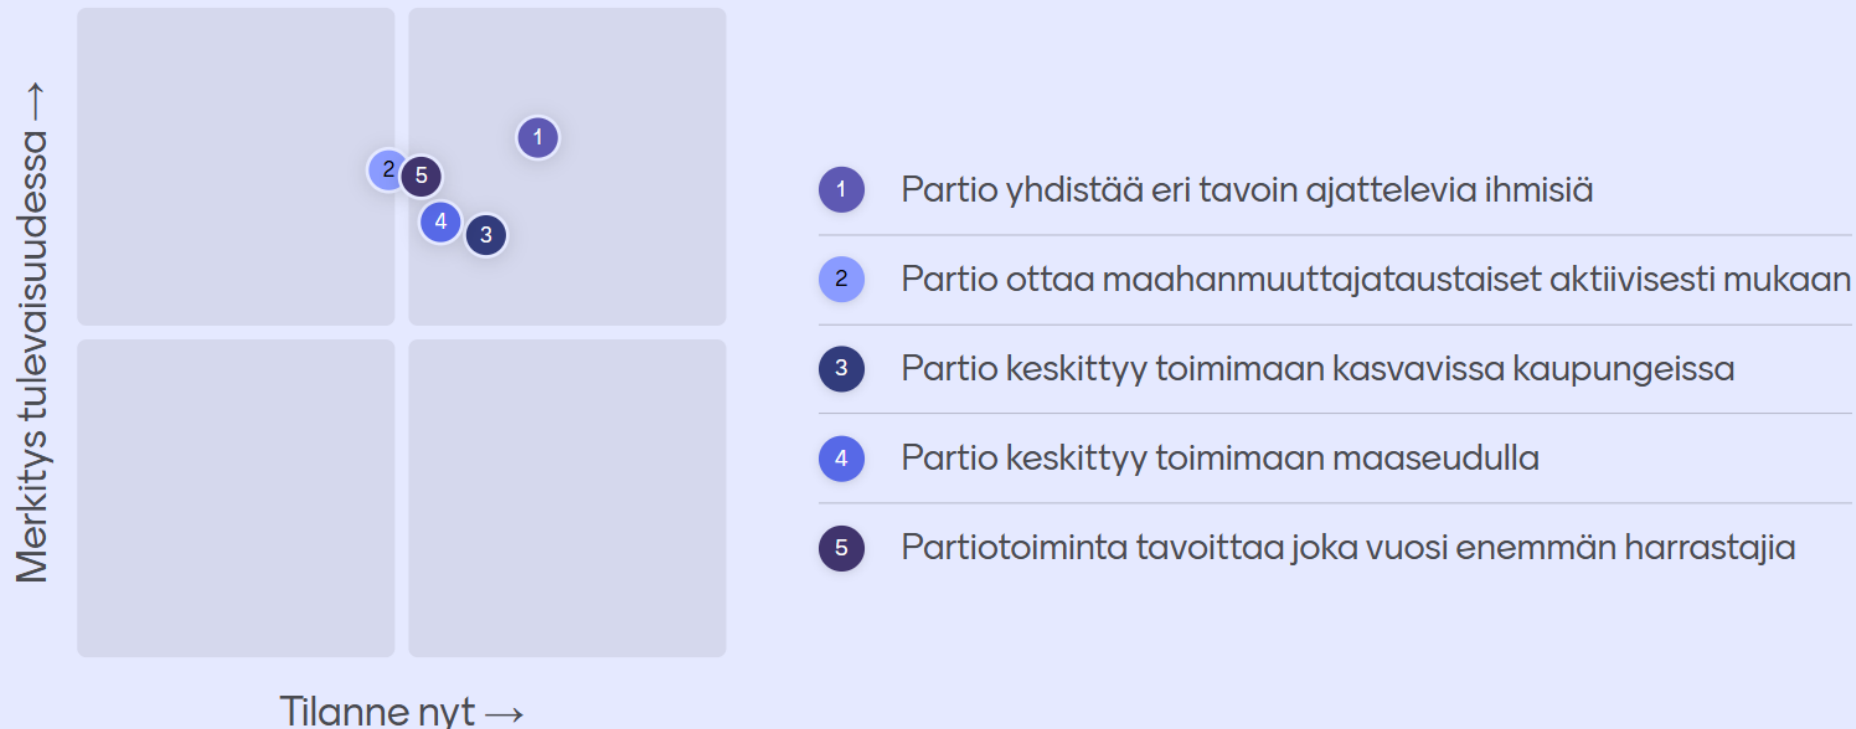 Merkitys tulevaisuudessa →
2
5
1
4
3
Tilanne nyt →
1 Partio yhdistää eri tavoin ajattelevia ihmisiä
2 Partio ottaa maahanmuuttajataustaiset aktiivisesti mukaan
3 Partio keskittyy toimimaan kasvavissa kaupungeissa
4 Partio keskittyy toimimaan maaseudulla
5 Partiotoiminta tavoittaa joka vuosi enemmän harrastajia